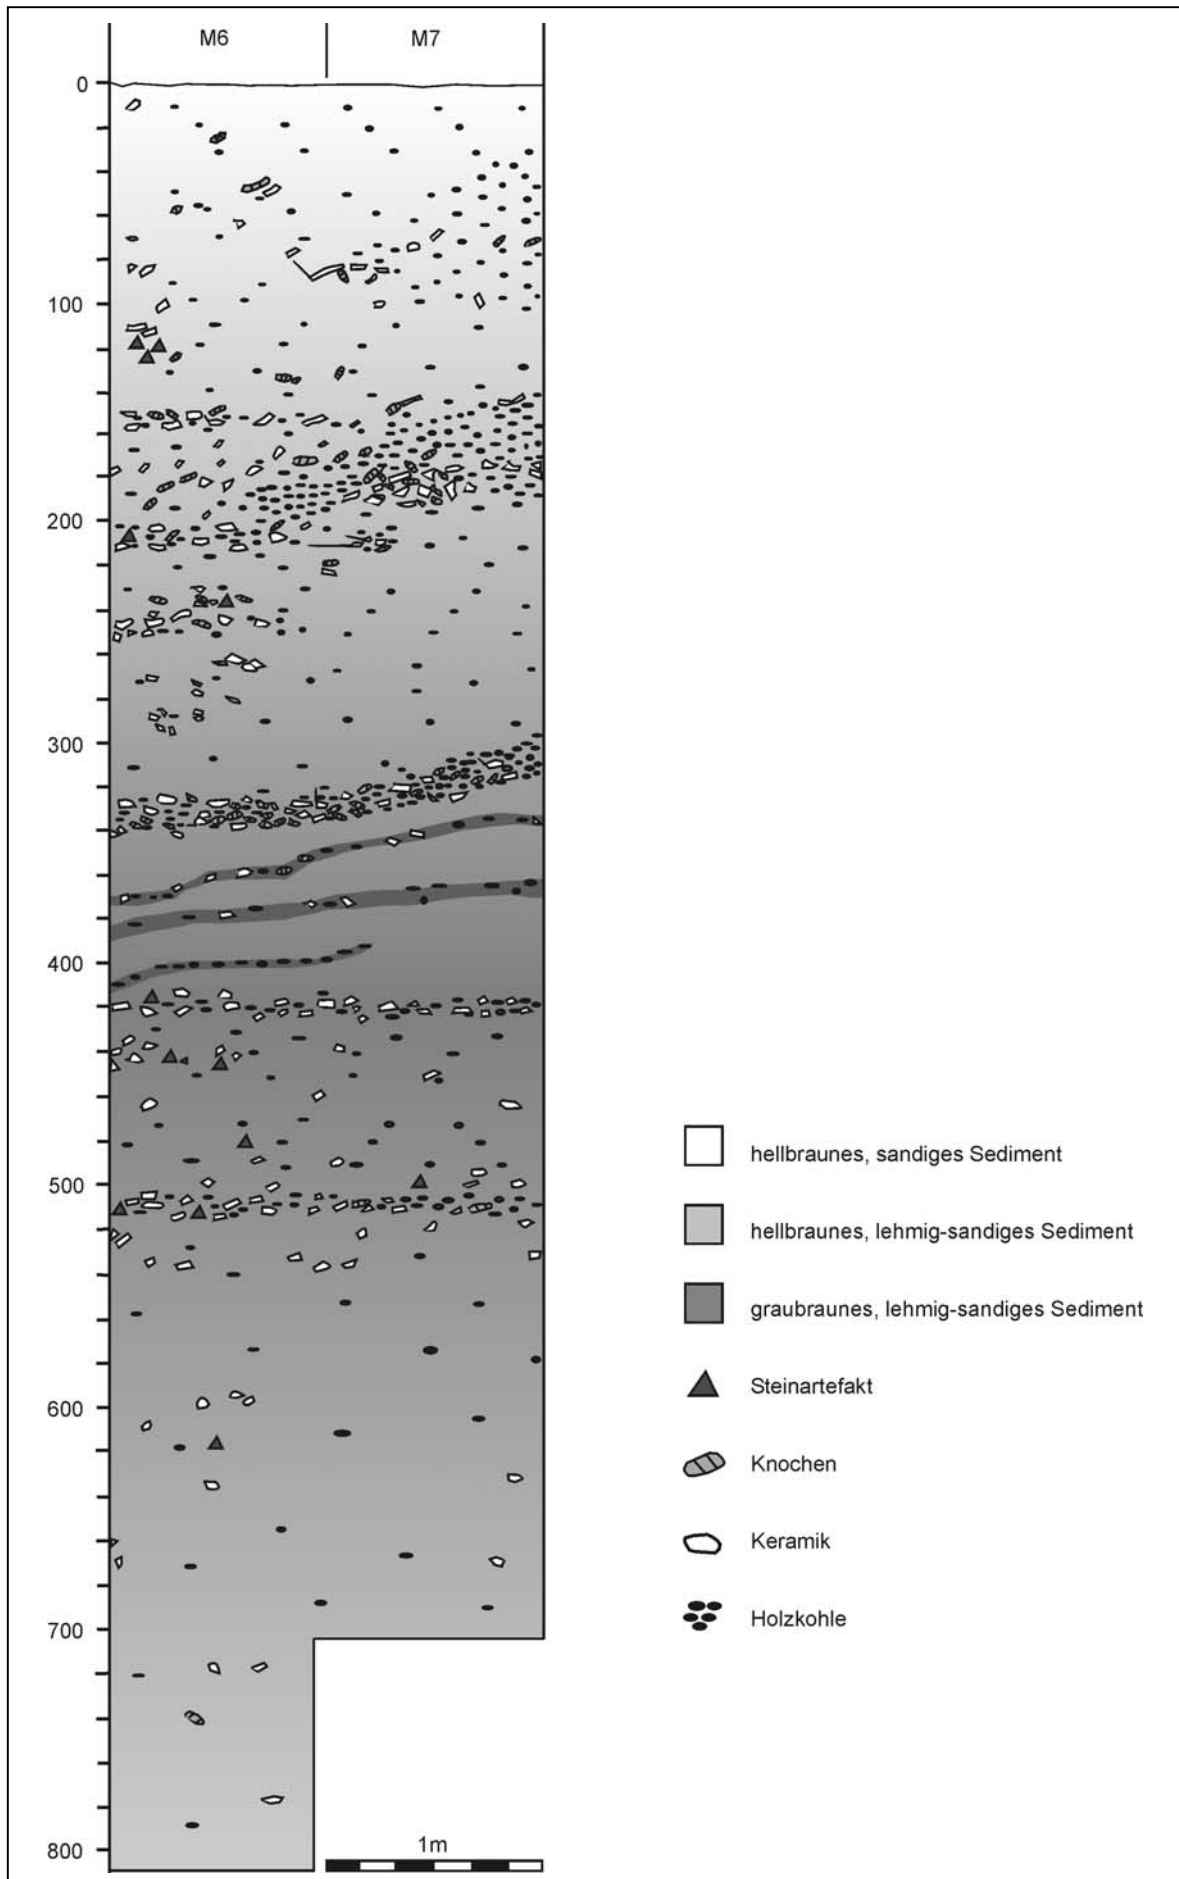 M6 M7
0
100
200
300
400
500
600
700
800
1m
hellbraunes, sandiges Sediment
hellbraunes, lehmig-sandiges Sediment
graubraunes, lehmig-sandiges Sediment
Steinartefakt
Knochen
Keramik
Holzkohle